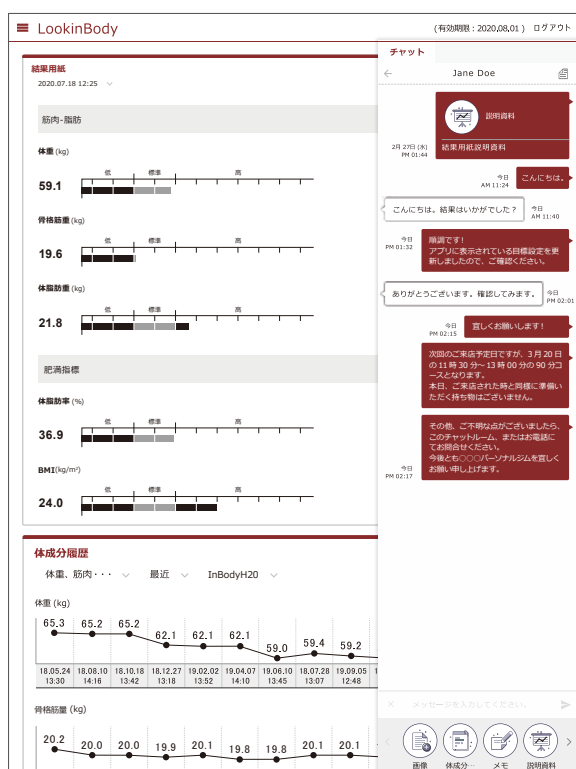 LookinBody
(有効期限：2020,08,01 )
ログアウト
結果用紙
2020.07.18 12:25
筋肉-脂肪
体重 (kg)
低 標準 高
59.1
骨格筋重 (kg)
低 標準 高
19.6
体脂肪重 (kg)
低 標準 高
21.8
肥満指標
体脂肪率 (%)
低 標準 高
36.9
BMI(kg/m²)
低 標準 高
24.0
体成分履歴
体重、筋肉・・・ 最近 InBodyH20
体重 (kg)
65.3 65.2 65.2 62.1 62.1 62.1 59.0 59.4 59.2
18.05.24 18,08,10 18,10,18 18,12,27 19,02,02 19,04,07 19,06,10 18,07,28 19,09,05
13:30 14:16 13:42 13:18 13:52 14:10 13:45 13:07 12:48
骨格筋量 (kg)
20.2 20.0 20.0 19.9 20.1 19.8 19.8 20.1 20.1
チャット
Jane Doe
説明資料
結果用紙説明資料
2月 27日 (水)
PM 01:44
こんにちは。
今日
AM 11:24
こんにちは。結果はいかがでした？
今日
AM 11:40
今日
PM 01:32
順調です！
アプリに表示されている目標設定を更
新しましたので、ご確認ください。
ありがとうございます。確認してみます。
今日
PM 02:01
今日
PM 02:15
宜しくお願いします！
次回のご来店予定日ですが、3 月 20 日
の 11 時 30 分〜 13 時 00 分の 90 分コ
ースとなります。
本日、ご来店された時と同様に準備い
ただく持ち物はございません。
その他、ご不明な点がございましたら、
このチャットルーム、またはお電話に
てお問合せください。
今後とも○○○パーソナルジムを宜しく
お願い申し上げます。
今日
PM 02:17
メッセージを入力してください。
画像 体成分… メモ 説明資料